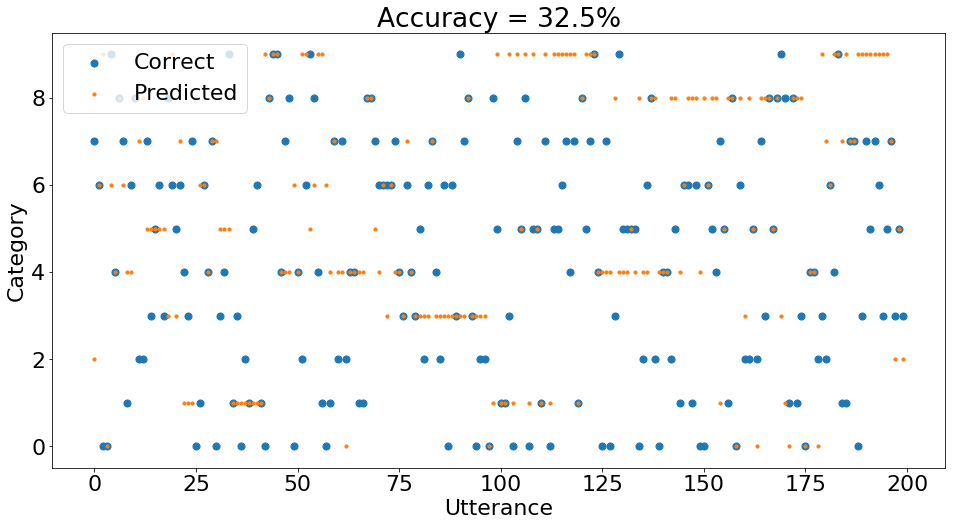 Accuracy = 32.5%
Correct
Predicted
Category
8
6
4
2
0
0 25 50 75 100 125 150 175 200
Utterance